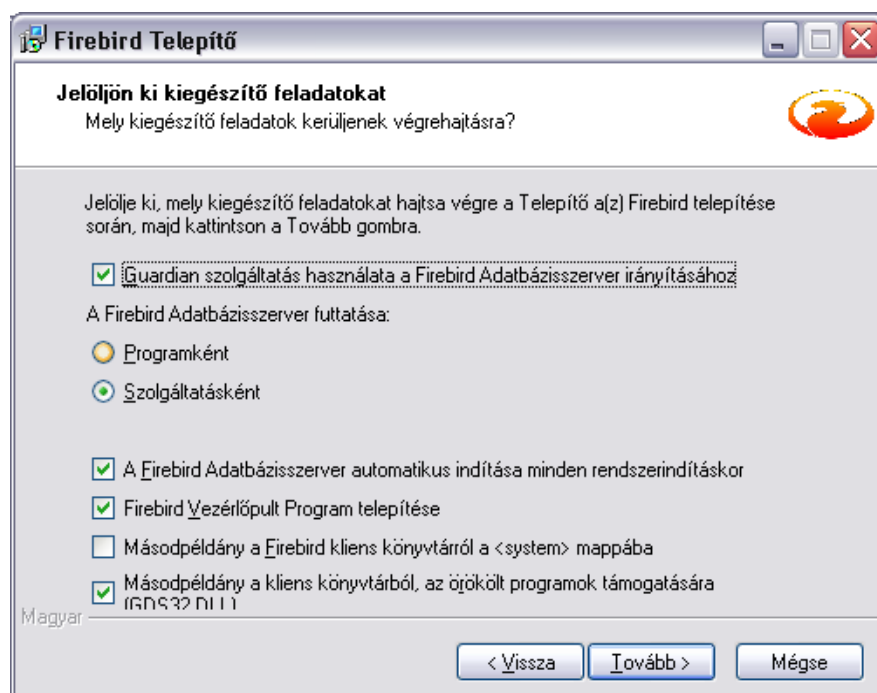 Firebird Telepítő
Jelöljön ki kiegészítő feladatokat
Mely kiegészítő feladatok kerüljenek végrehajtásra?
Jelölje ki, mely kiegészítő feladatokat hajtsa végre a Telepítő a(z) Firebird telepítése
során, majd kattintson a Tovább gombra.
Guardian szolgáltatás használata a Firebird Adatbázisszerver irányításához
A Firebird Adatbázisszerver futtatása:
Programként
Szolgáltatásként
A Firebird Adatbázisszerver automatikus indítása minden rendszerindításkor
Firebird Vezérlőpult Program telepítése
Másodpéldány a Firebird kliens könyvtárról a <system> mappába
Másodpéldány a kliens könyvtárból, az örökölt programok támogatására
(GDS32.DLL)
Magyar
< Vissza
Tovább >
Mégse